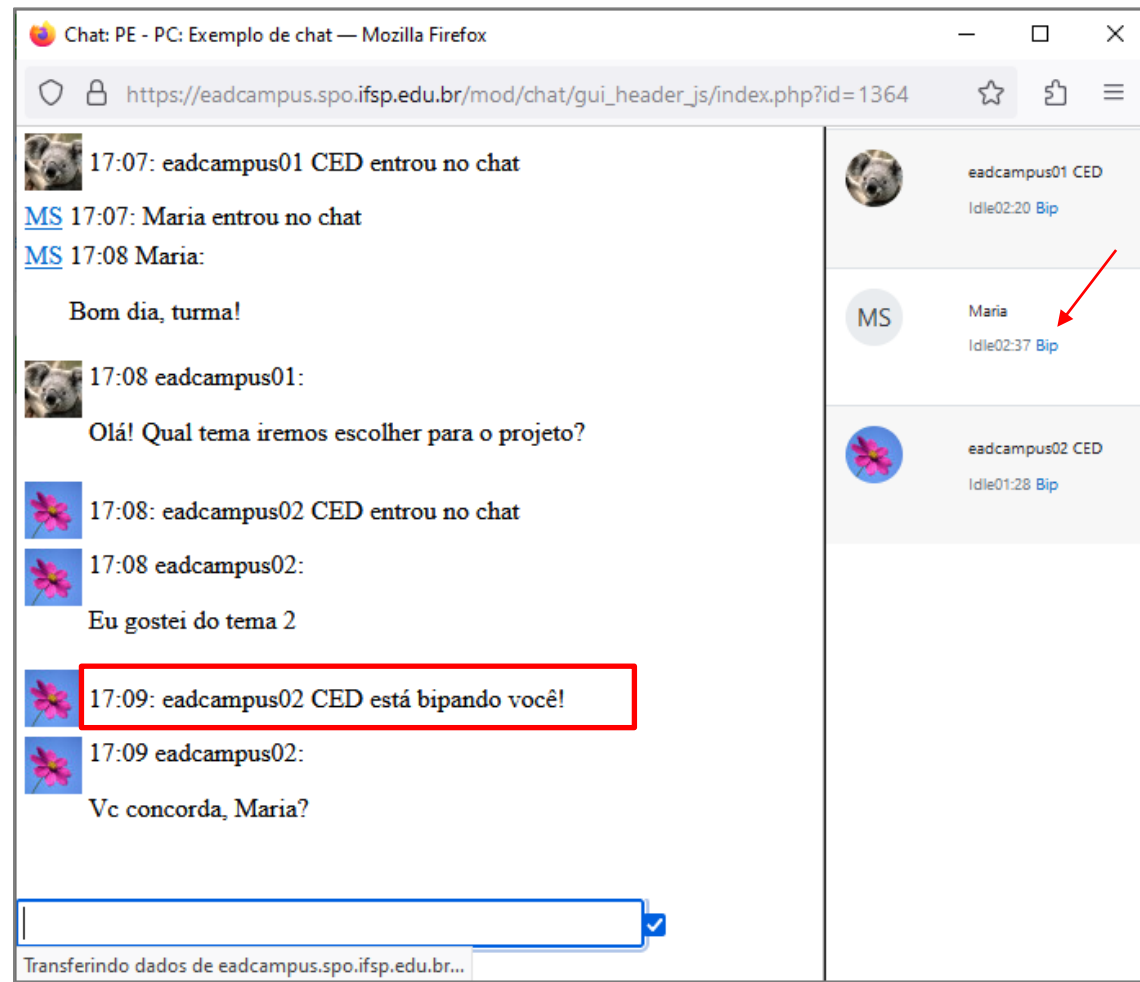 Chat: PE - PC: Exemplo de chat — Mozilla Firefox
https://eadcampus.spo.ifsp.edu.br/mod/chat/gui_header_js/index.php?id=1364
17:07: eadcampus01 CED entrou no chat
MS 17:07: Maria entrou no chat
MS 17:08 Maria:
Bom dia, turma!
17:08 eadcampus01:
Olá! Qual tema iremos escolher para o projeto?
17:08: eadcampus02 CED entrou no chat
17:08 eadcampus02:
Eu gostei do tema 2
17:09: eadcampus02 CED está bipando você!
17:09 eadcampus02:
Vc concorda, Maria?
Transferindo dados de eadcampus.spo.ifsp.edu.br...
eadcampus01 CED
Idle02:20 Bip
MS
Maria
Idle02:37 Bip
eadcampus02 CED
Idle01:28 Bip